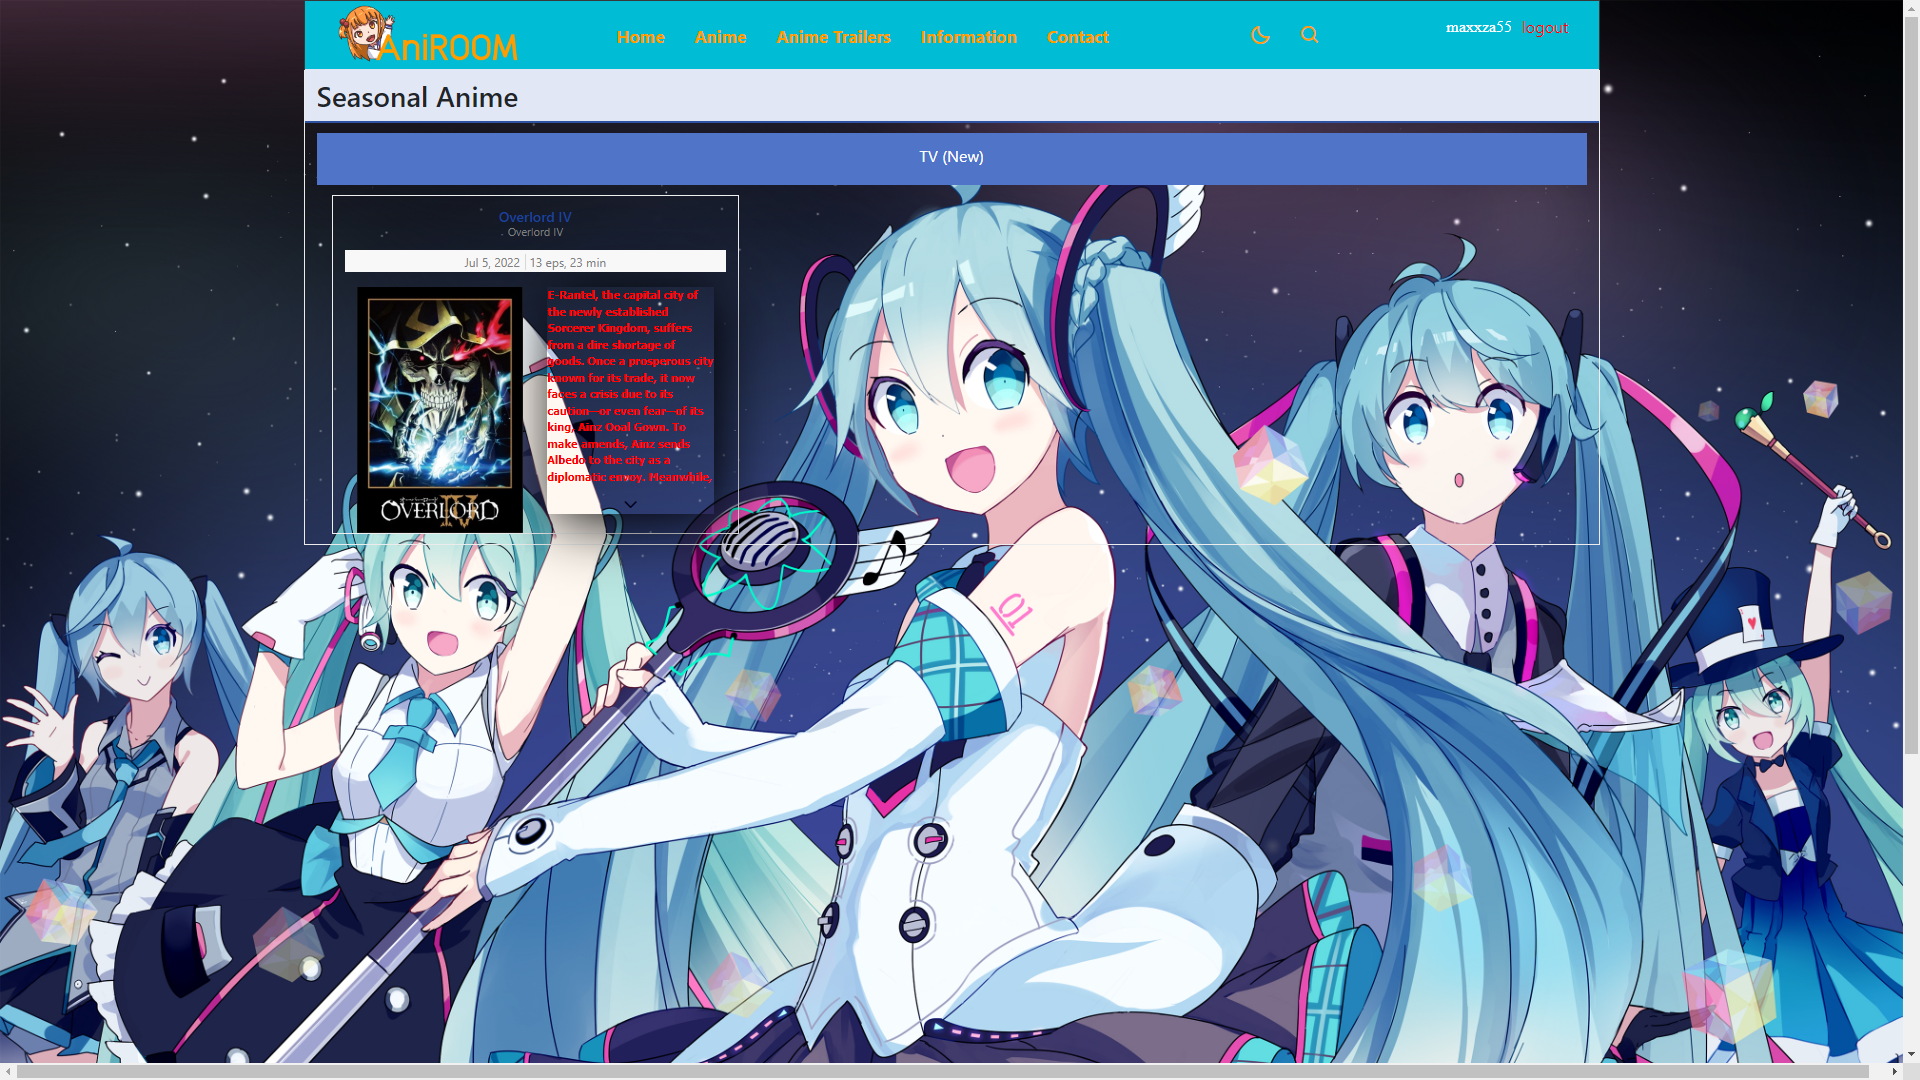 AniROOM
Home Anime Anime Trailers Information Contact
maxxza55 logout
Seasonal Anime
TV (New)
Overlord IV
Overlord IV
Jul 5, 2022 13 eps, 23 min
E-Rantel, the capital city of
the newly established
Sorcerer Kingdom, suffers
from a dire shortage of
goods. Once a prosperous city
known for its trade, it now
faces a crisis due to its
caution—or even fear—of its
king, Ainz Ooal Gown. To
make amends, Ainz sends
Albedo to the city as a
diplomatic envoy. Meanwhile,
OVERLORD
IV
01